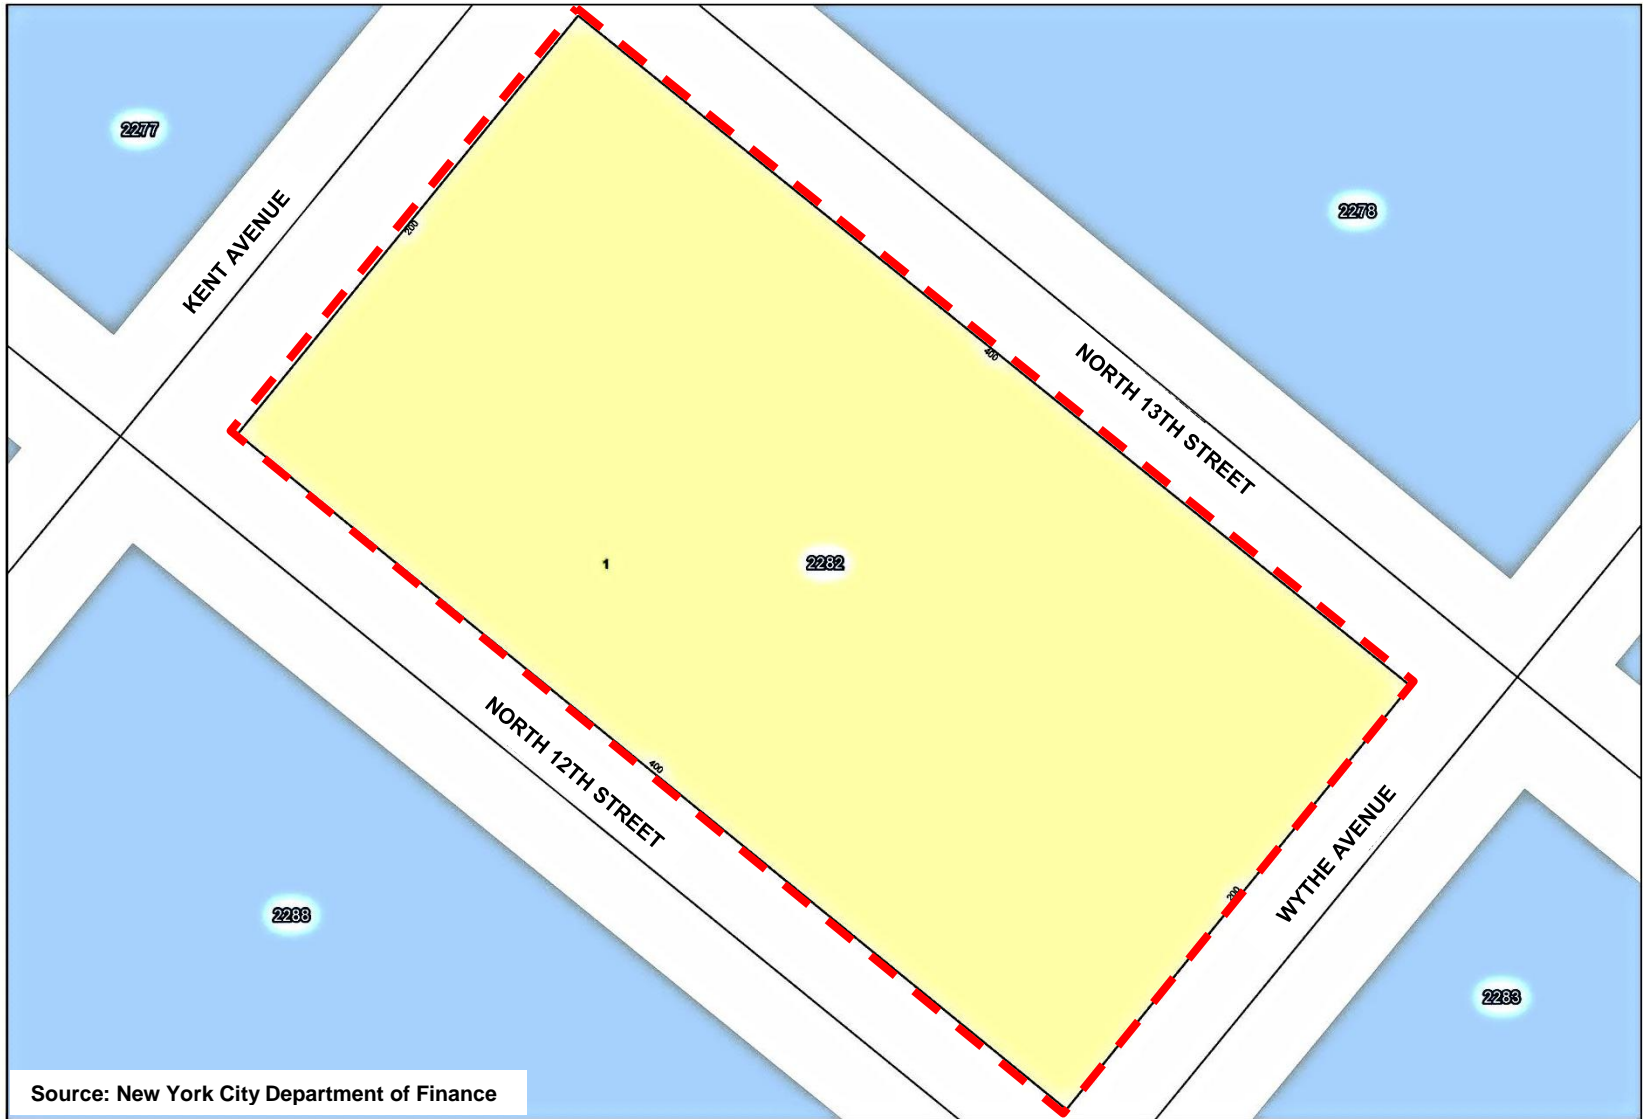 2277
2278
KENT AVENUE
200
400
NORTH 13TH STREET
1
2282
NORTH 12TH STREET
400
WYTHE AVENUE
200
2288
2283
Source: New York City Department of Finance